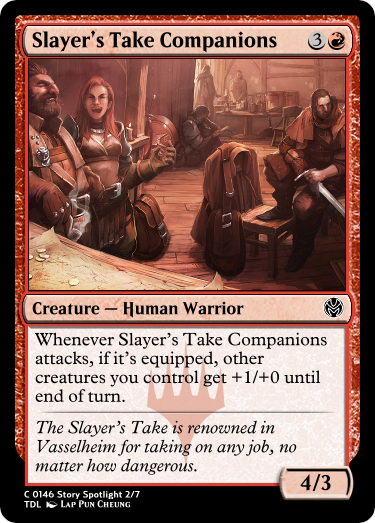 Slayer's Take Companions 3
Creature — Human Warrior
Whenever Slayer's Take Companions
attacks, if it's equipped, other
creatures you control get +1/+0 until
end of turn.
The Slayer's Take is renowned in
Vasselheim for taking on any job, no
matter how dangerous.
4/3
C 0146 Story Spotlight 2/7
TDL Lap Pun Cheung